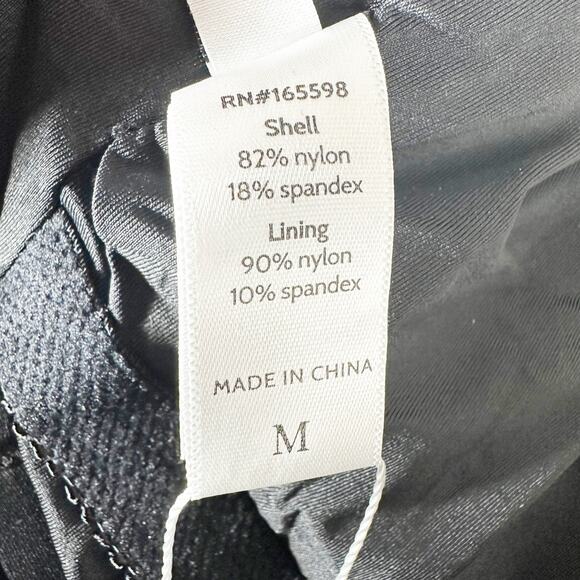 RN#165598
Shell
82% nylon
18% spandex
Lining
90% nylon
10% spandex
MADE IN CHINA
M